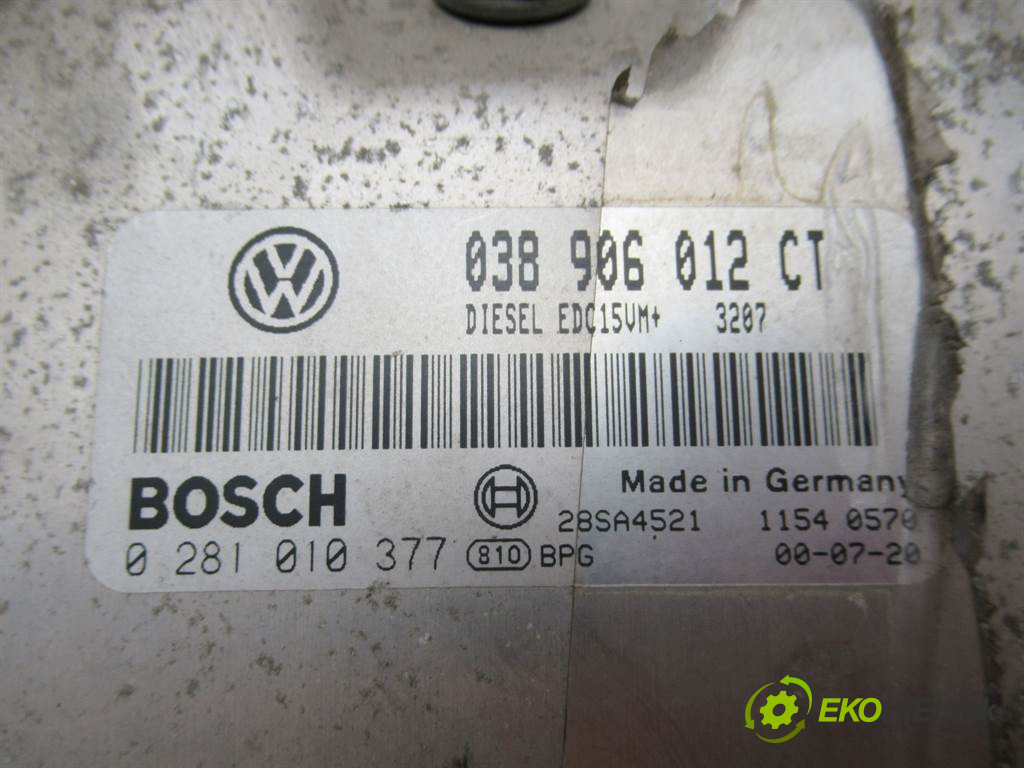 VW
038 906 012 CT
DIESEL EDC15VM+ 3207
BOSCH
Made in Germany
28SA4521 1154 0570
0 281 010 377 810 BPG 00-07-20
EKO